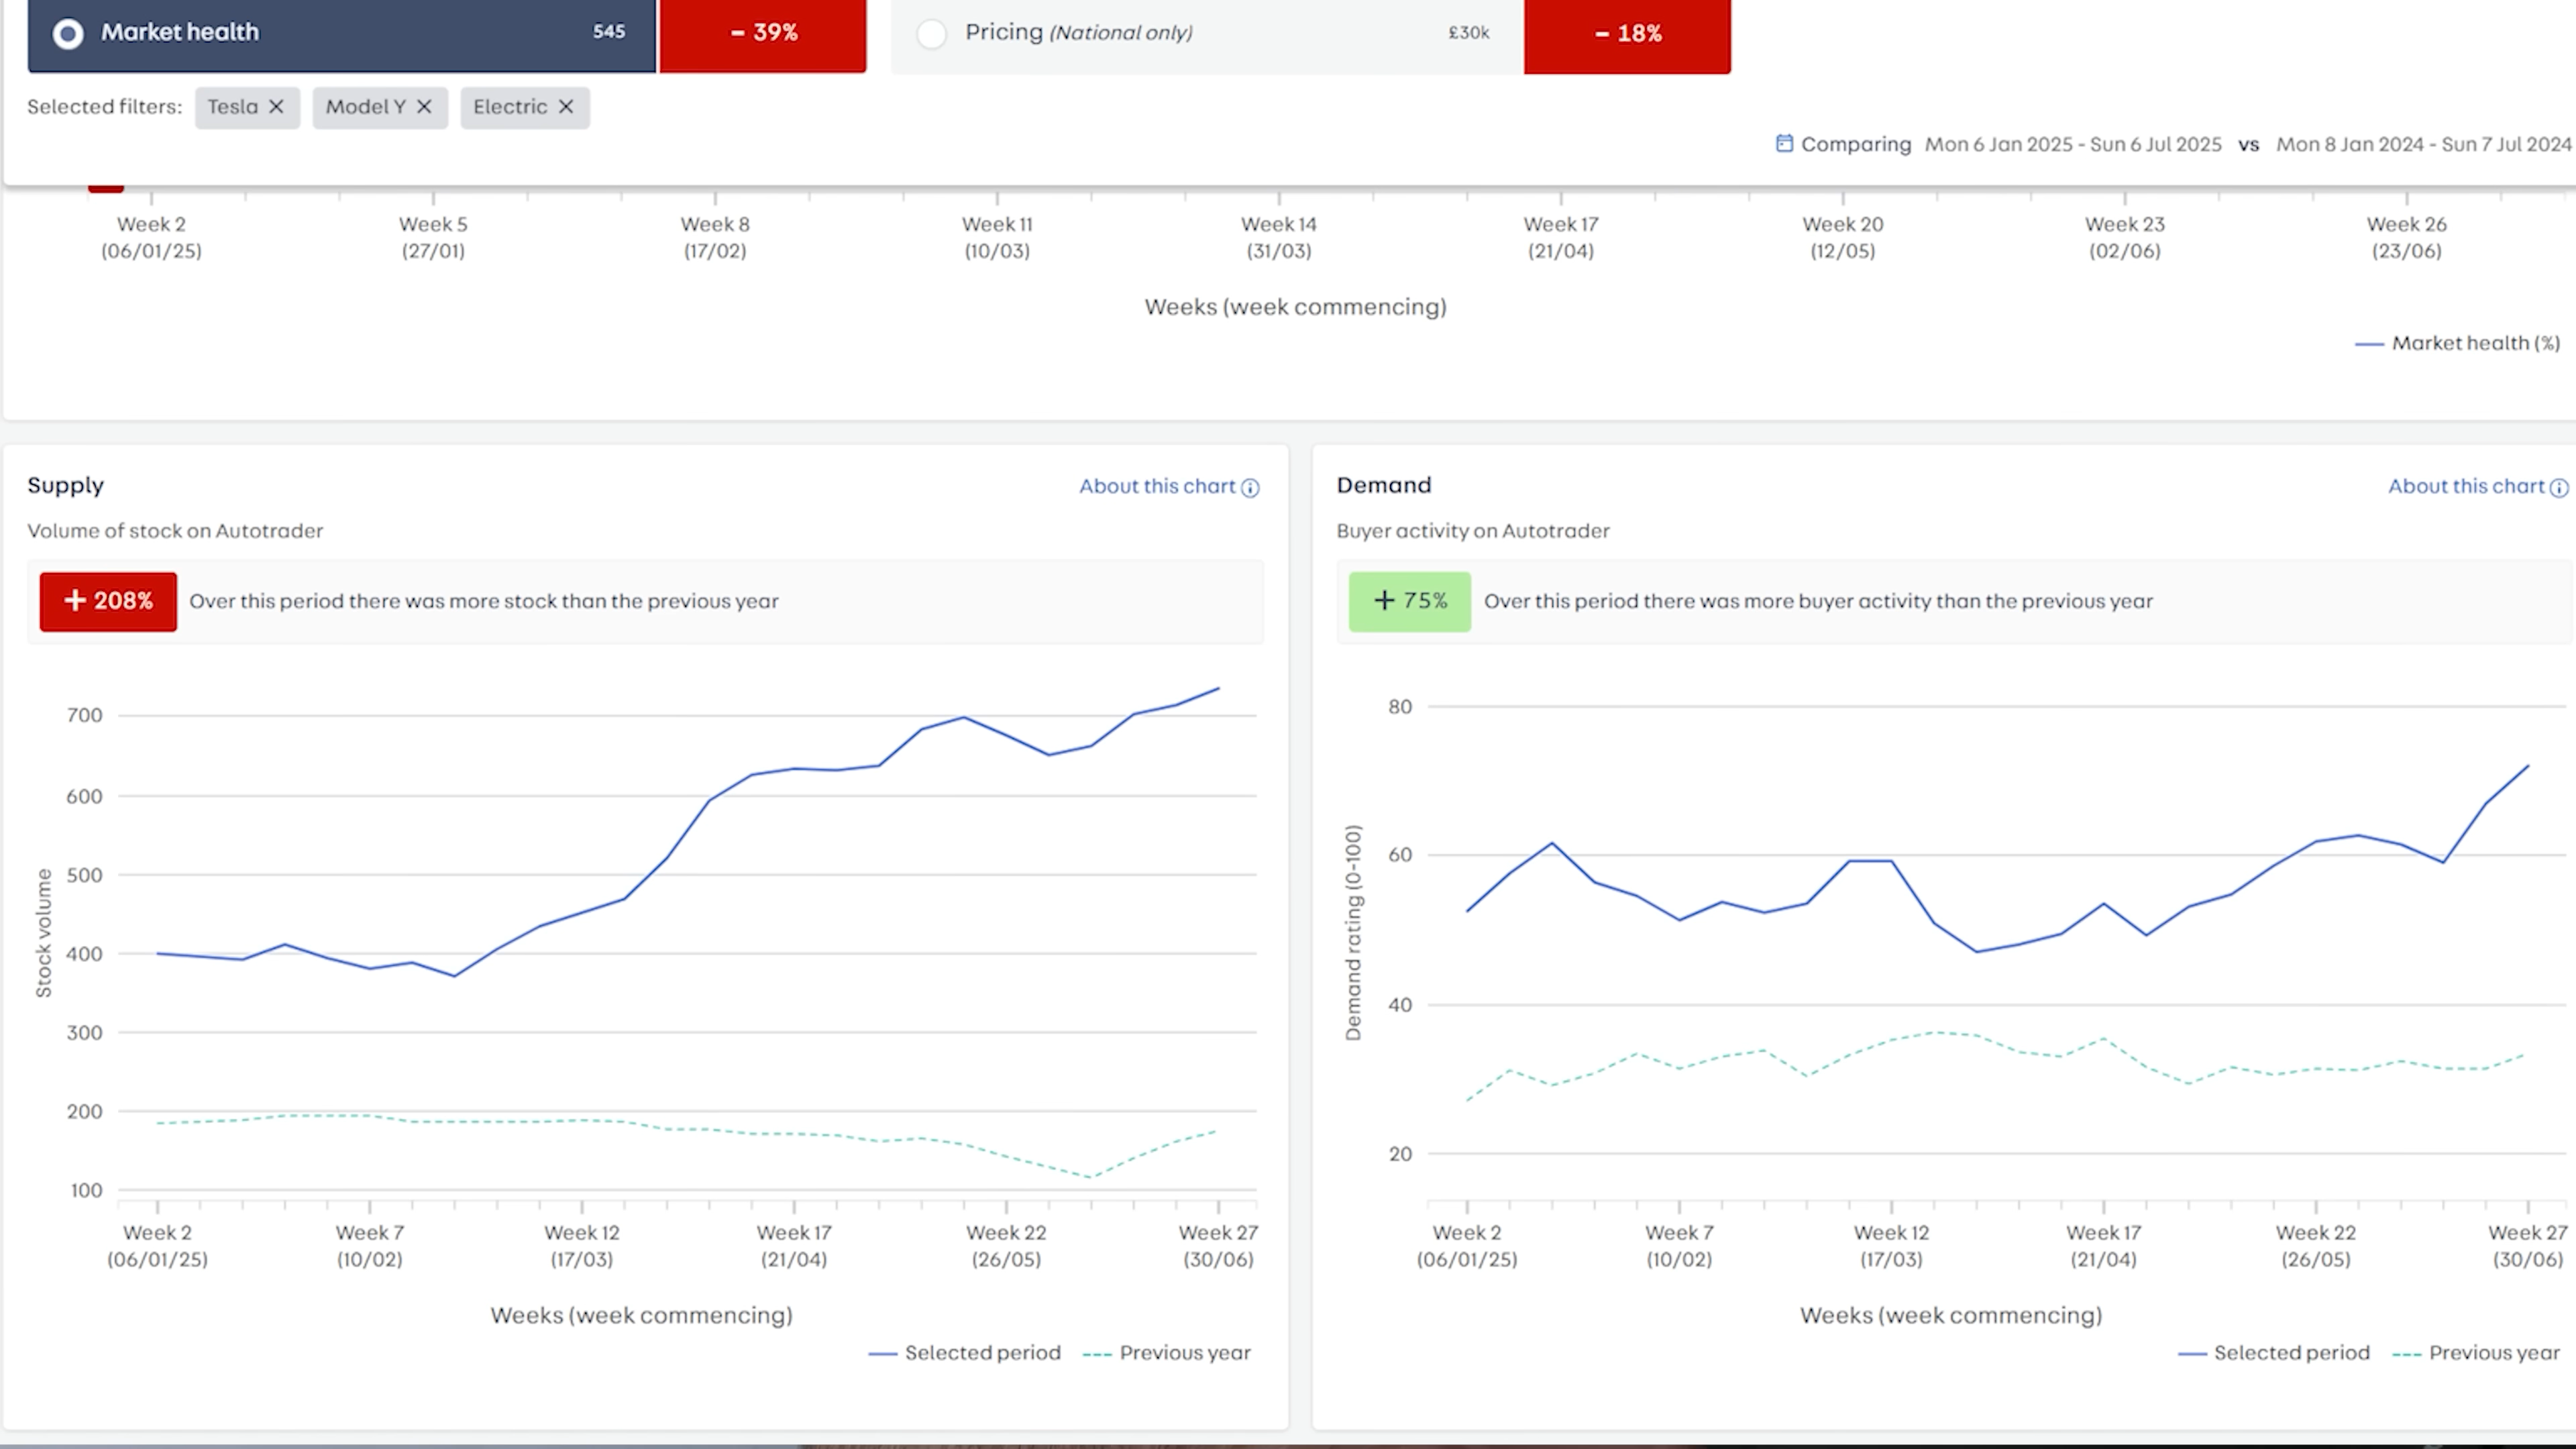 Market health 545 – 39% Pricing (National only) £30k – 18%
Selected filters: Tesla Model Y Electric
Comparing Mon 6 Jan 2025 - Sun 6 Jul 2025 vs Mon 8 Jan 2024 - Sun 7 Jul 2024
Week 2 Week 5 Week 8 Week 11 Week 14 Week 17 Week 20 Week 23 Week 26
(06/01/25) (27/01) (17/02) (10/03) (31/03) (21/04) (12/05) (02/06) (23/06)
Weeks (week commencing)
Market health (%)
Supply
About this chart
Volume of stock on Autotrader
+ 208% Over this period there was more stock than the previous year
700
600
500
400
300
200
100
Stock volume
Week 2 Week 7 Week 12 Week 17 Week 22 Week 27
(06/01/25) (10/02) (17/03) (21/04) (26/05) (30/06)
Weeks (week commencing)
Selected period Previous year
Demand
About this chart
Buyer activity on Autotrader
+ 75% Over this period there was more buyer activity than the previous year
80
60
40
20
Demand rating (0-100)
Week 2 Week 7 Week 12 Week 17 Week 22 Week 27
(06/01/25) (10/02) (17/03) (21/04) (26/05) (30/06)
Weeks (week commencing)
Selected period Previous year